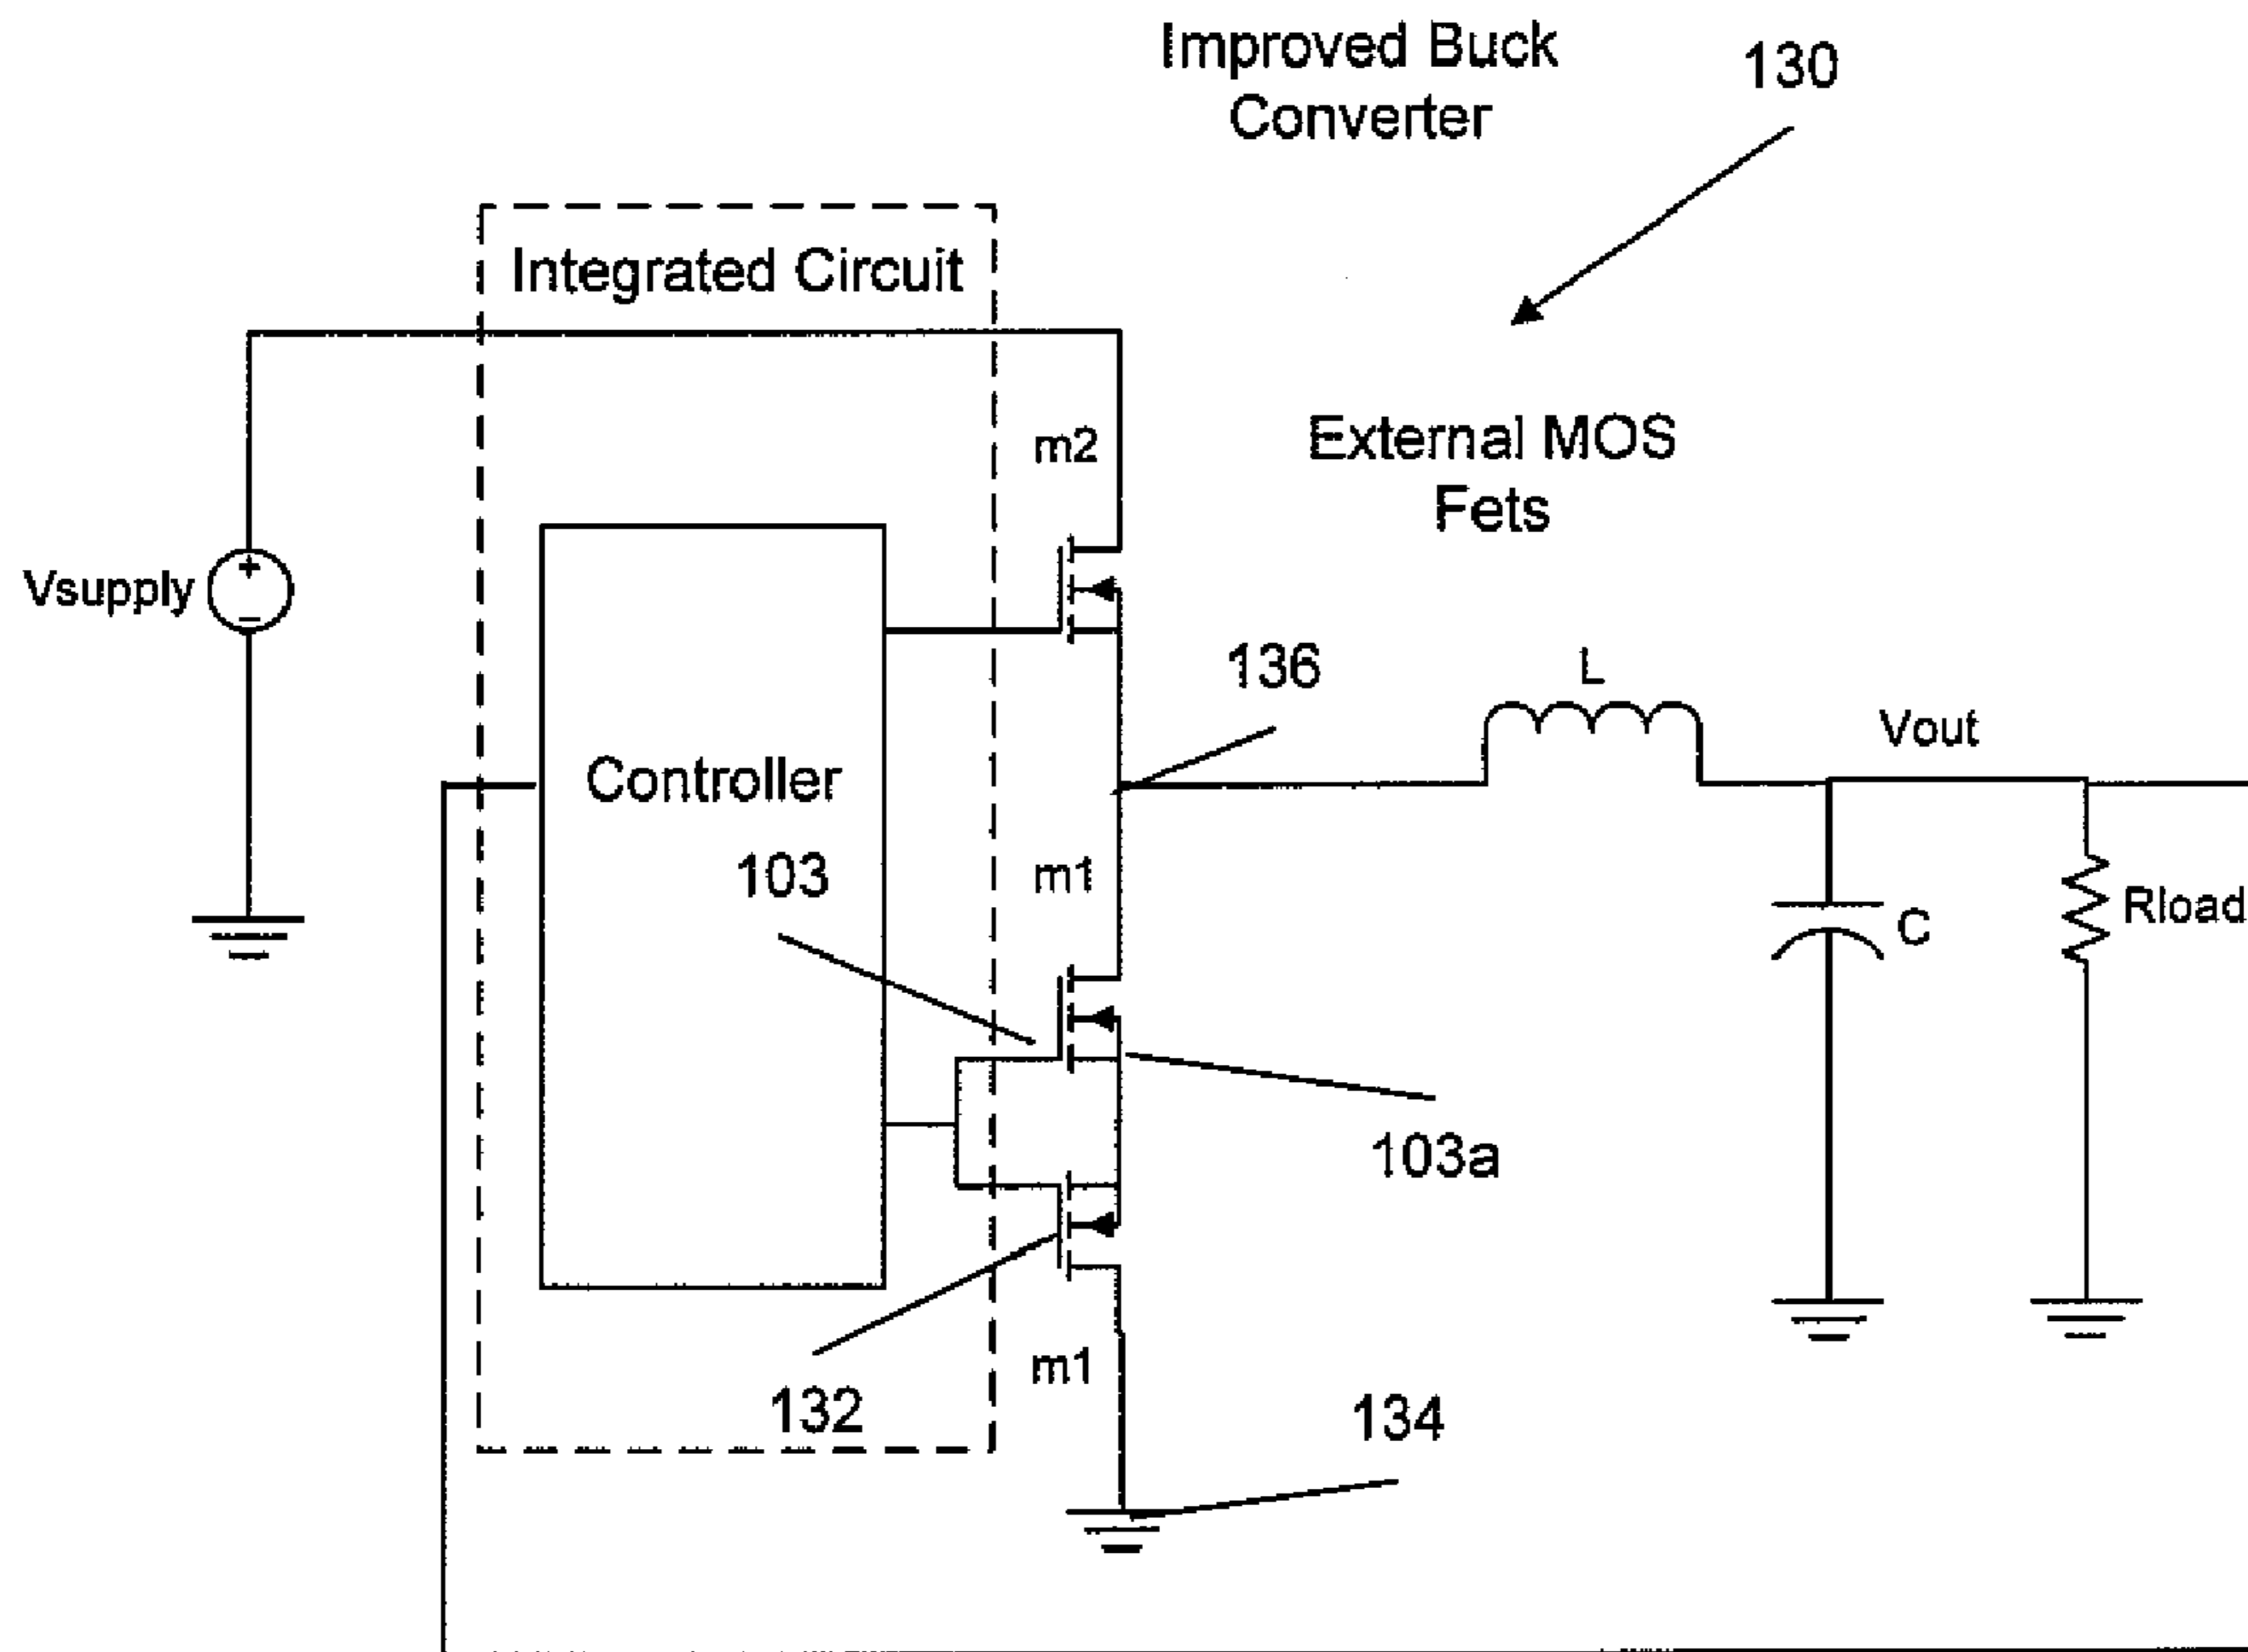 Improved Buck
Converter
130
Integrated Circuit
m2
External MOS
Fets
Vsupply
+
-
136
L
Vout
Controller
103
m1
Rload
C
103a
132
m1
134